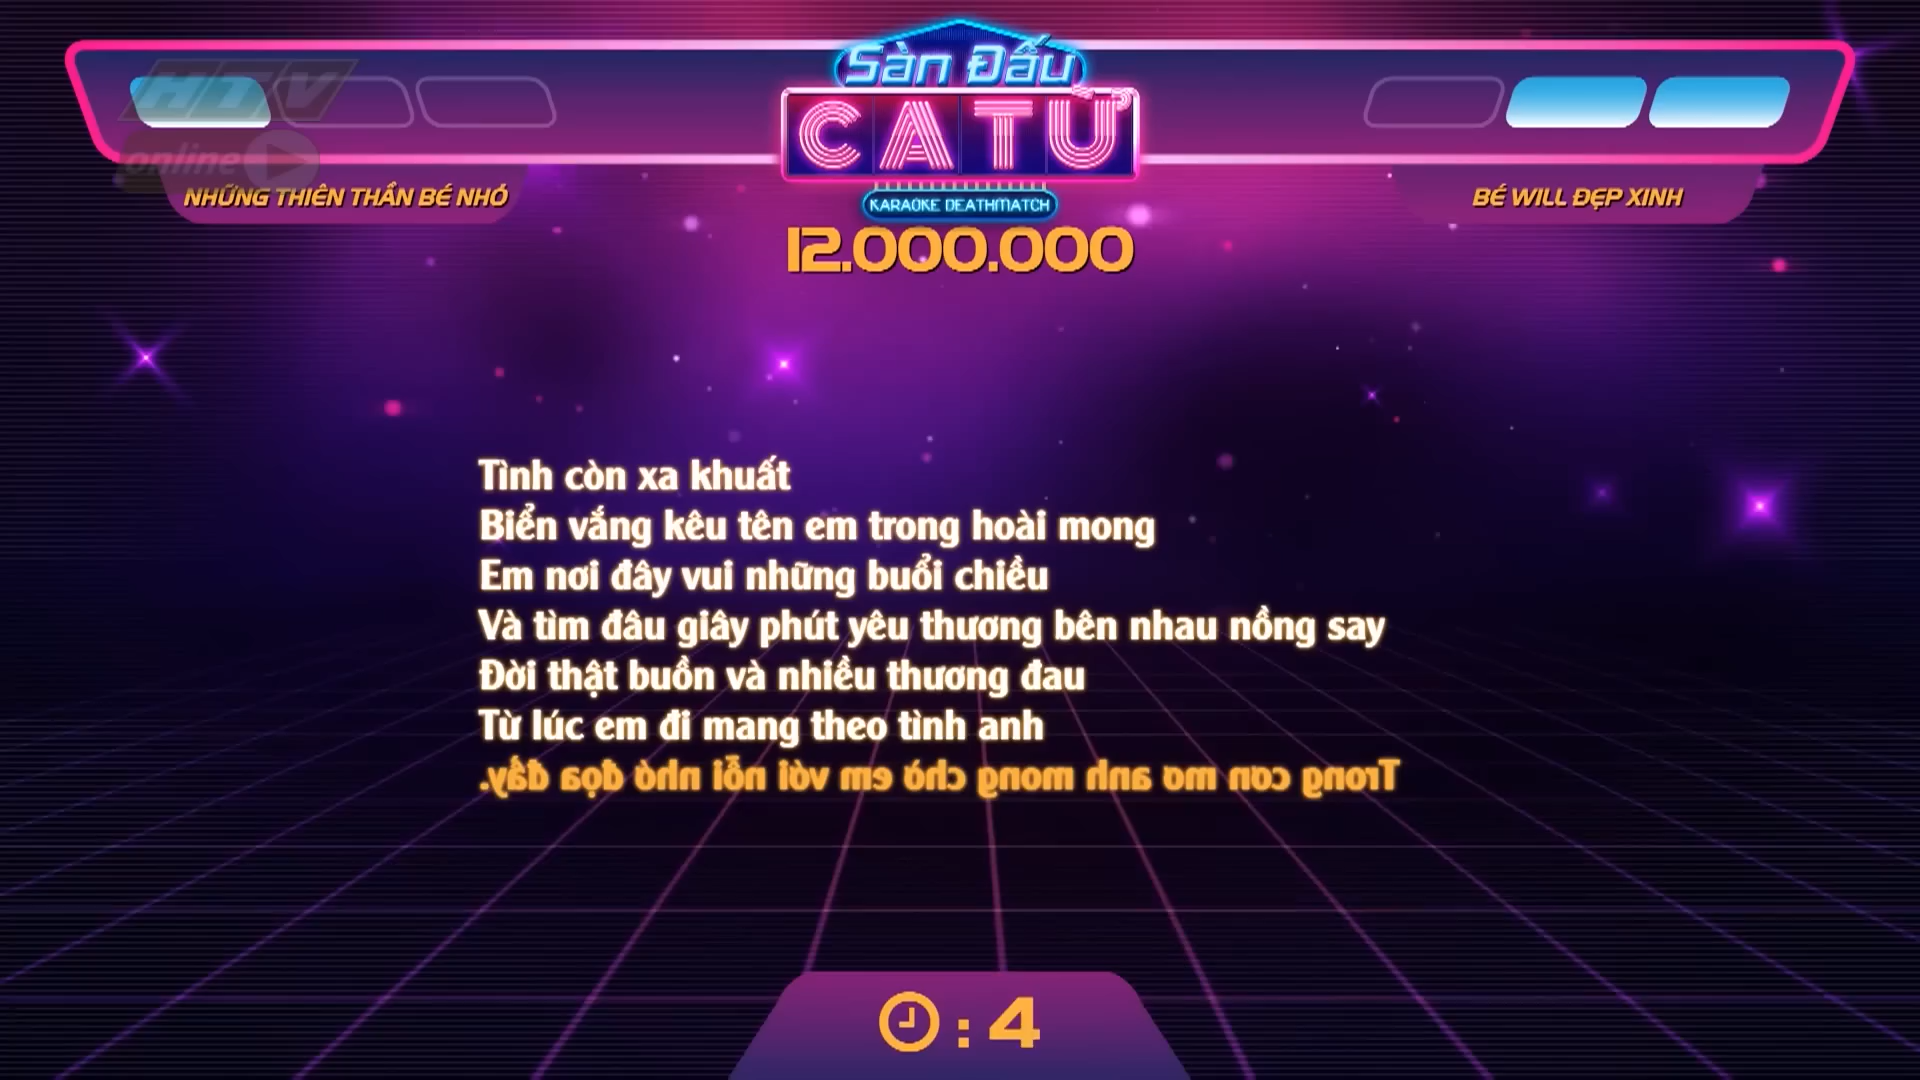 HTV
online
Sàn Đấu
CA TỪ
KARAOKE DEATHMATCH
NHỮNG THIÊN THẦN BÉ NHỎ
BÉ WILL ĐẸP XINH
12.000.000
Tình còn xa khuất
Biển vắng kêu tên em trong hoài mong
Em nơi đây vui những buổi chiều
Và tìm đâu giây phút yêu thương bên nhau nồng say
Đời thật buồn và nhiều thương đau
Từ lúc em đi mang theo tình anh
Trong cơn mơ anh mong chờ em với nỗi nhớ đọa đầy.
: 4